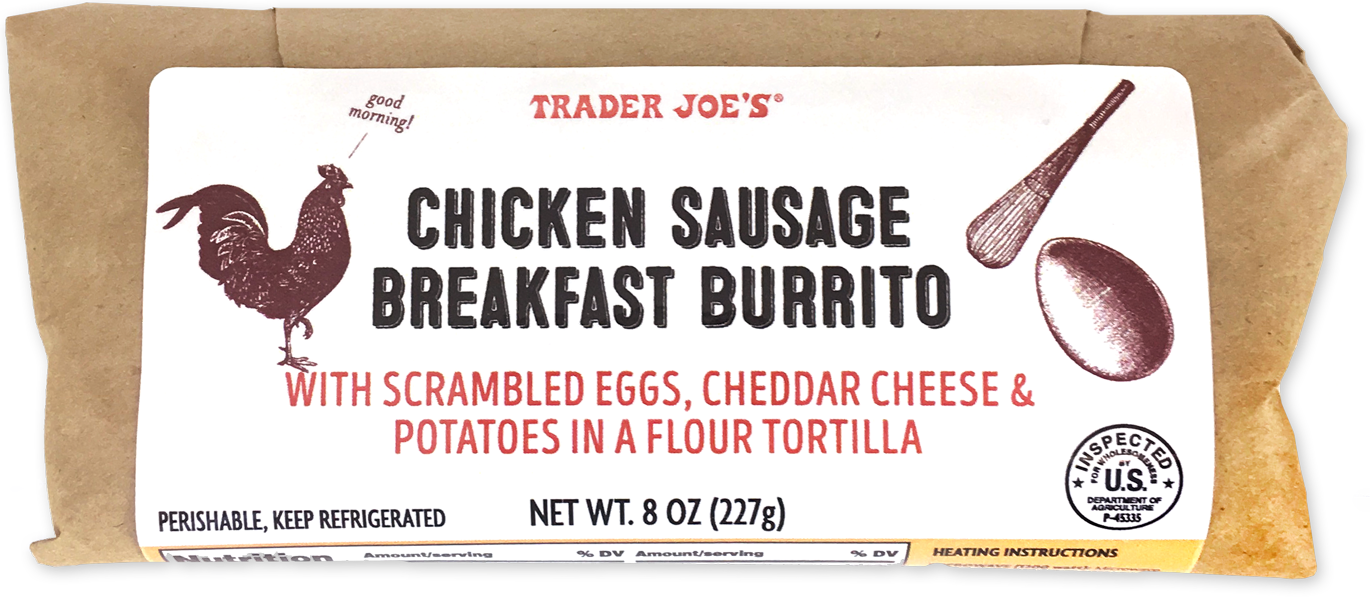 good
morning!
TRADER JOE'S®
CHICKEN SAUSAGE
BREAKFAST BURRITO
WITH SCRAMBLED EGGS, CHEDDAR CHEESE &
POTATOES IN A FLOUR TORTILLA
INSPECTED
FOR WHOLESOMENESS
BY
U.S.
DEPARTMENT OF
AGRICULTURE
P-45335
PERISHABLE, KEEP REFRIGERATED
NET WT. 8 OZ (227g)
Nutrition
Amount/serving % DV Amount/serving % DV
HEATING INSTRUCTIONS